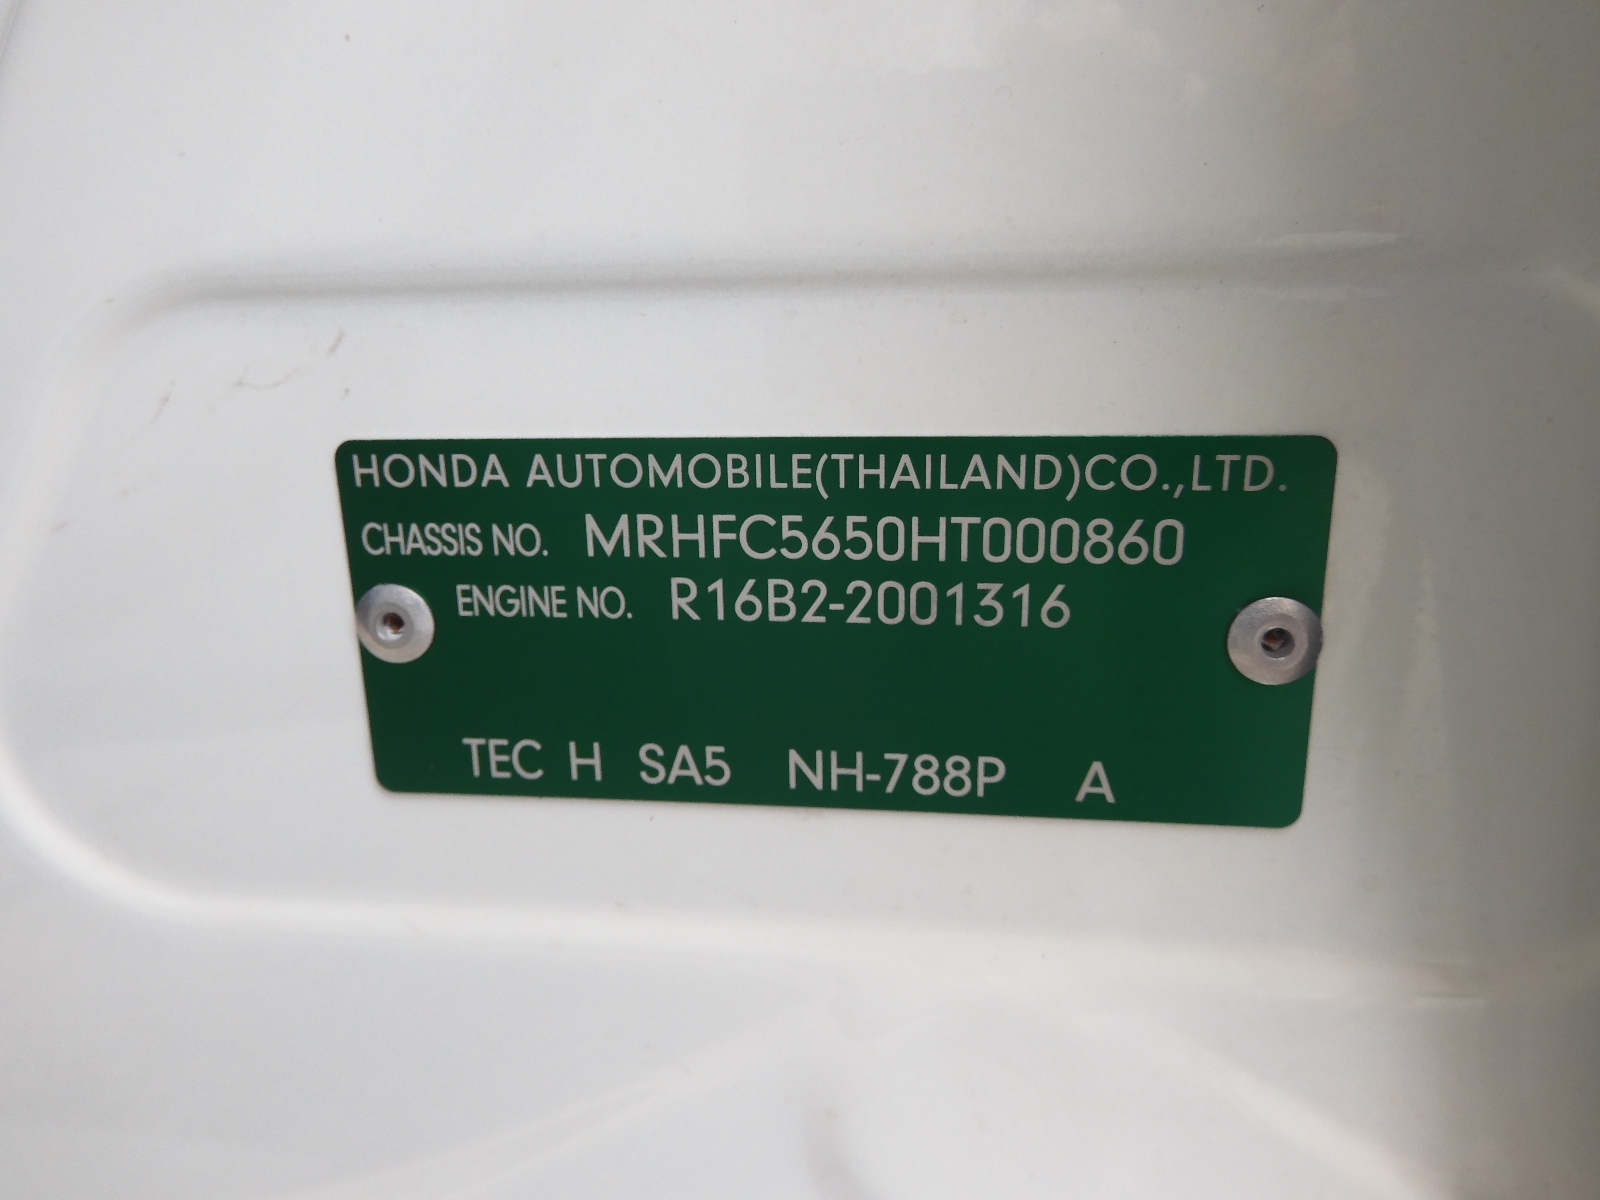 HONDA AUTOMOBILE(THAILAND)CO.,LTD.
CHASSIS NO. MRHFC5650HT000860
ENGINE NO. R16B2-2001316
TEC H SA5 NH-788P A